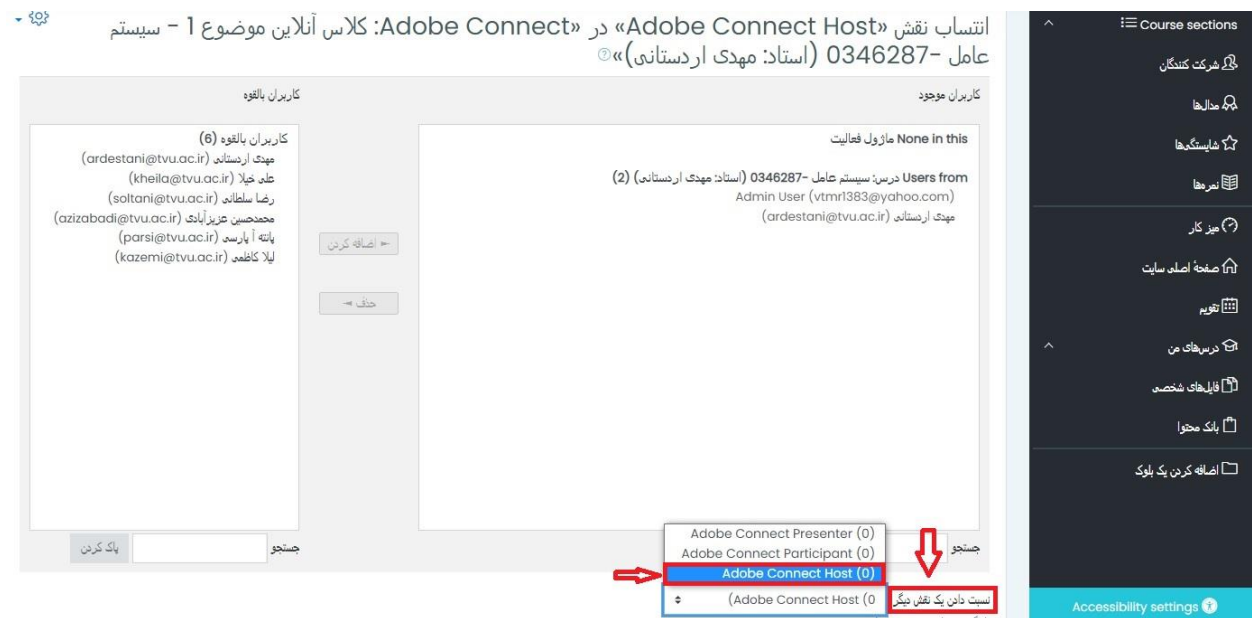 انتساب نقش «Adobe Connect Host» در «Adobe Connect: کلاس آنلاین موضوع 1 - سیستم
عامل -0346287 (استاد: مهدی اردستانی)»
کاربران موجود
None in this ماژول فعالیت
Users from درس: سیستم عامل -0346287 (استاد: مهدی اردستانی) (2)
Admin User (vtmr1383@yahoo.com)
مهدی اردستانی (ardestani@tvu.ac.ir)
جستجو
اضافه کردن
حذف
کاربران بالقوه
کاربران بالقوه (6)
مهدی اردستانی (ardestani@tvu.ac.ir)
علی خیلا (kheila@tvu.ac.ir)
رضا سلطانی (soltani@tvu.ac.ir)
محمدحسین عزیزآبادی (azizabadi@tvu.ac.ir)
پانته آ پارسی (parsi@tvu.ac.ir)
لیلا کاظمی (kazemi@tvu.ac.ir)
جستجو
پاک کردن
Adobe Connect Presenter (0)
Adobe Connect Participant (0)
Adobe Connect Host (0)
نسبت دادن یک نقش دیگر
(Adobe Connect Host (0
Course sections
شرکت کنندگان
مدال‌ها
شایستگی‌ها
نمره‌ها
میز کار
صفحهٔ اصلی سایت
تقویم
درس‌های من
فایل‌های شخصی
بانک محتوا
اضافه کردن یک بلوک
Accessibility settings